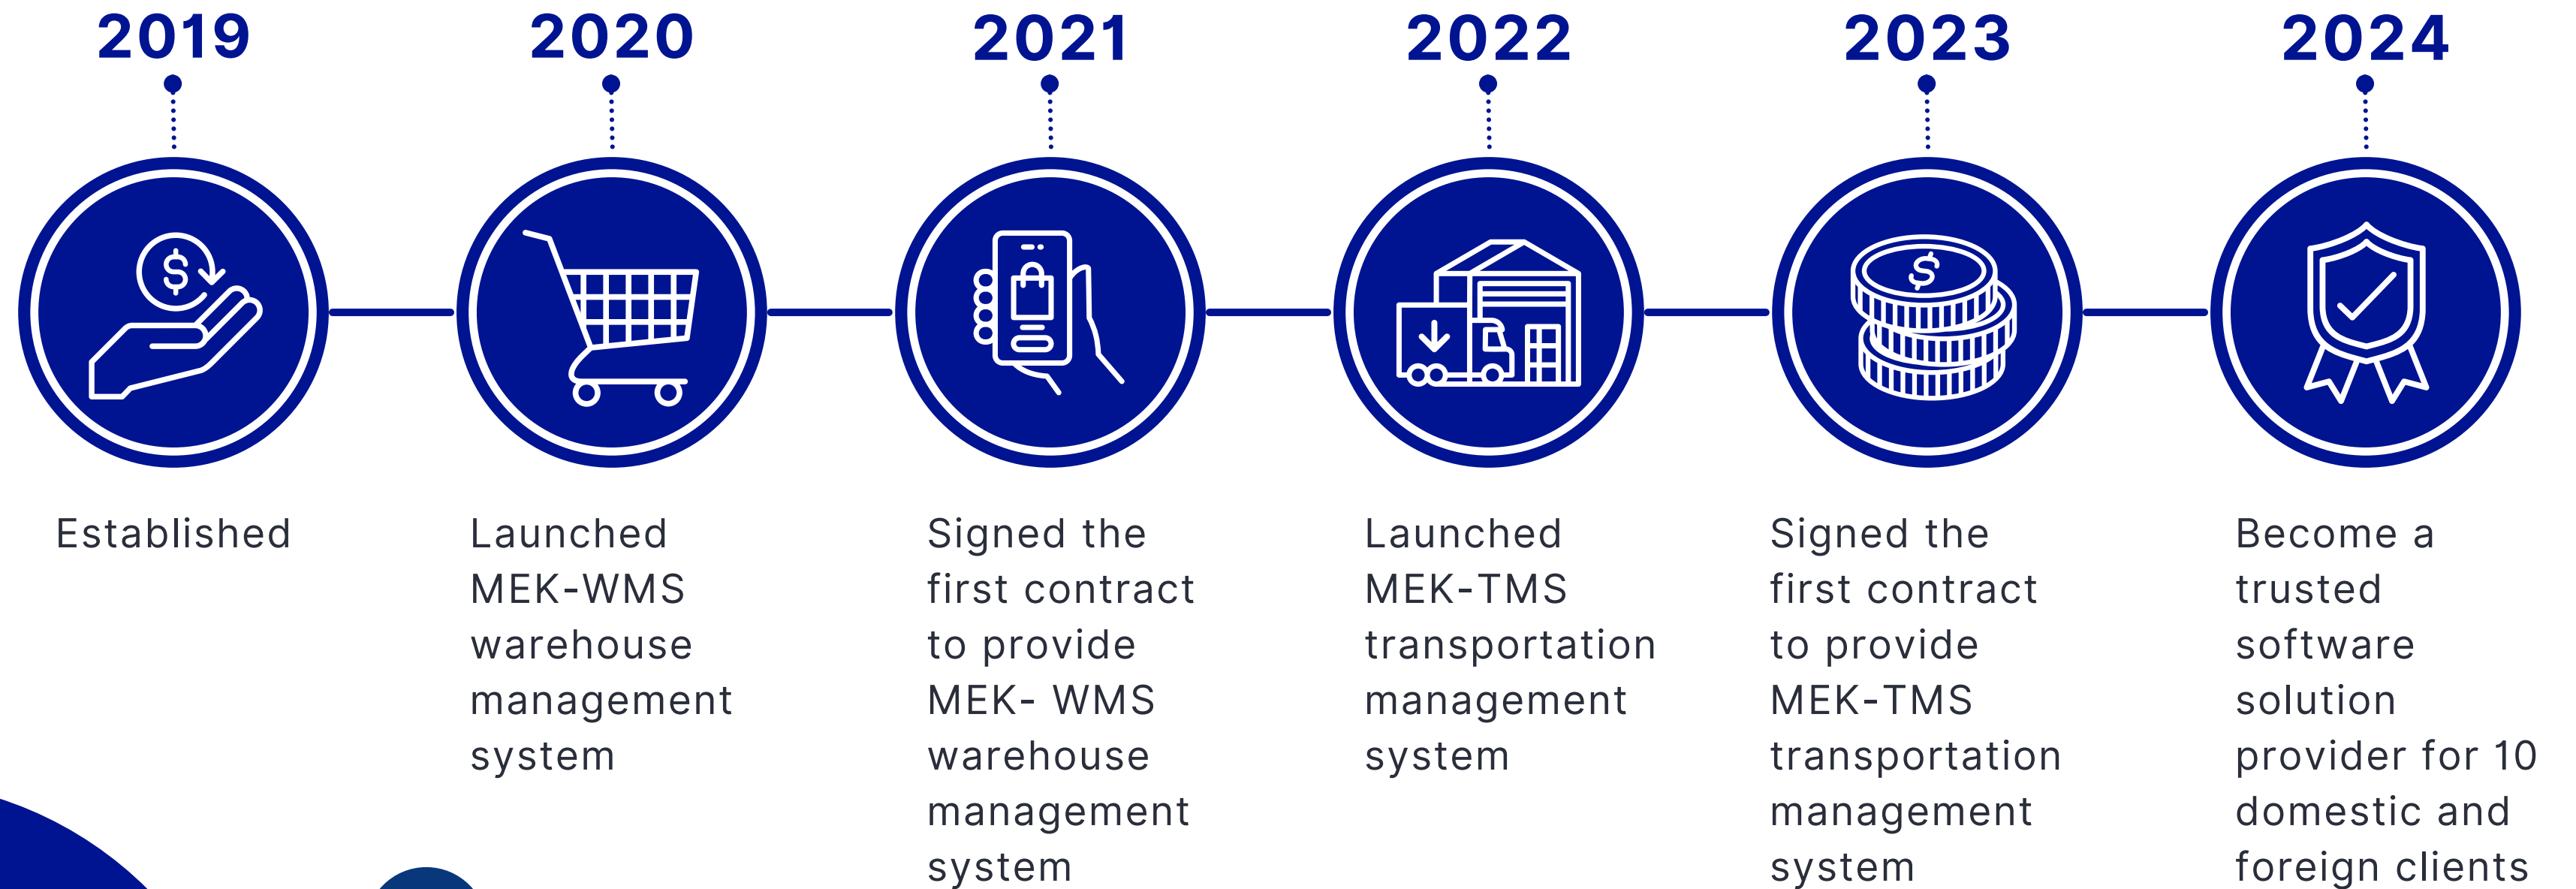 2019
Established
2020
Launched
MEK-WMS
warehouse
management
system
2021
Signed the
first contract
to provide
MEK- WMS
warehouse
management
system
2022
Launched
MEK-TMS
transportation
management
system
2023
Signed the
first contract
to provide
MEK-TMS
transportation
management
system
2024
Become a
trusted
software
solution
provider for 10
domestic and
foreign clients